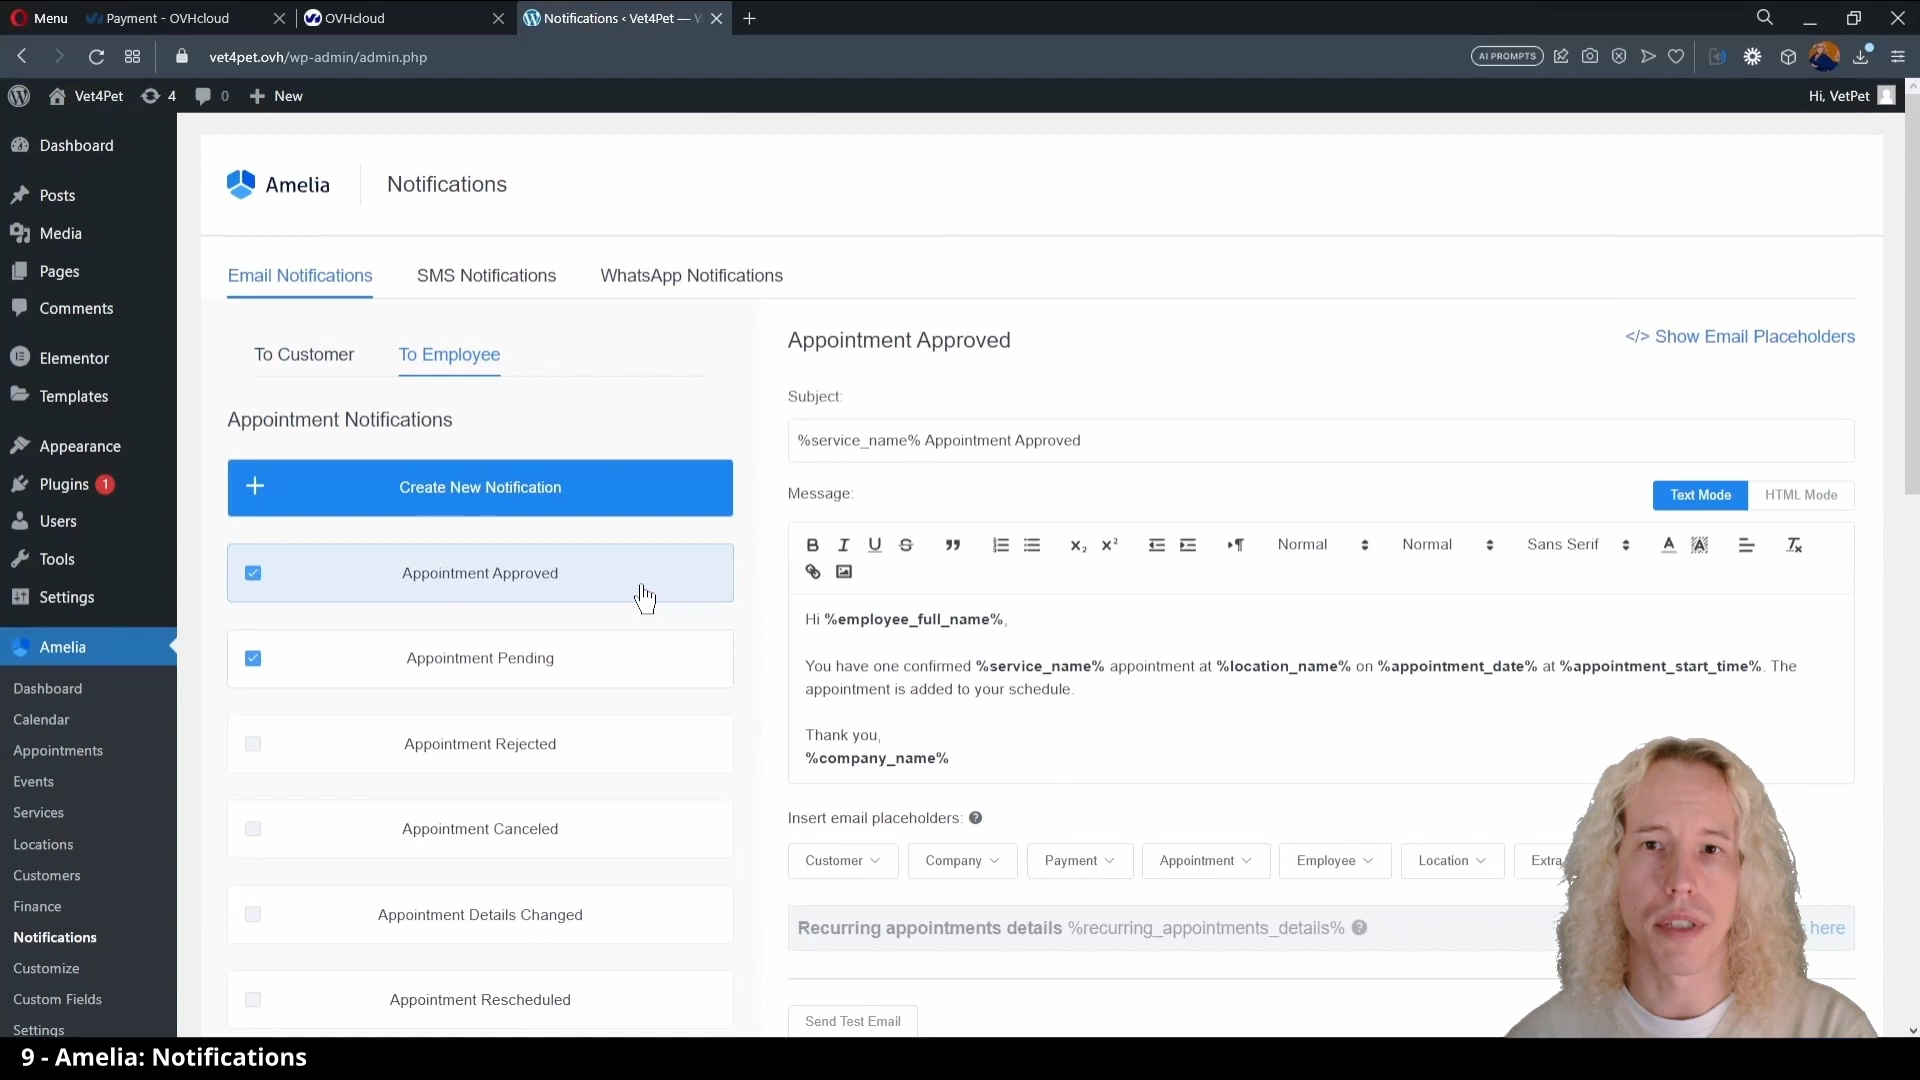 Menu
Payment - OVHcloud
OVHcloud
Notifications ‹ Vet4Pet —
vet4pet.ovh/wp-admin/admin.php
AI PROMPTS
Vet4Pet
4
0
New
Hi, VetPet
Dashboard
Posts
Media
Pages
Comments
Elementor
Templates
Appearance
Plugins 1
Users
Tools
Settings
Amelia
Dashboard
Calendar
Appointments
Events
Services
Locations
Customers
Finance
Notifications
Customize
Custom Fields
Settings
Amelia
Notifications
Email Notifications
SMS Notifications
WhatsApp Notifications
To Customer
To Employee
Appointment Notifications
Create New Notification
Appointment Approved
Appointment Pending
Appointment Rejected
Appointment Canceled
Appointment Details Changed
Appointment Rescheduled
Appointment Approved
</> Show Email Placeholders
Subject:
%service_name% Appointment Approved
Message:
Text Mode
HTML Mode
Normal
Normal
Sans Serif
Hi %employee_full_name%,
You have one confirmed %service_name% appointment at %location_name% on %appointment_date% at %appointment_start_time%. The
appointment is added to your schedule.
Thank you,
%company_name%
Insert email placeholders:
Customer
Company
Payment
Appointment
Employee
Location
Extra
Recurring appointments details %recurring_appointments_details%
here
Send Test Email
9 - Amelia: Notifications